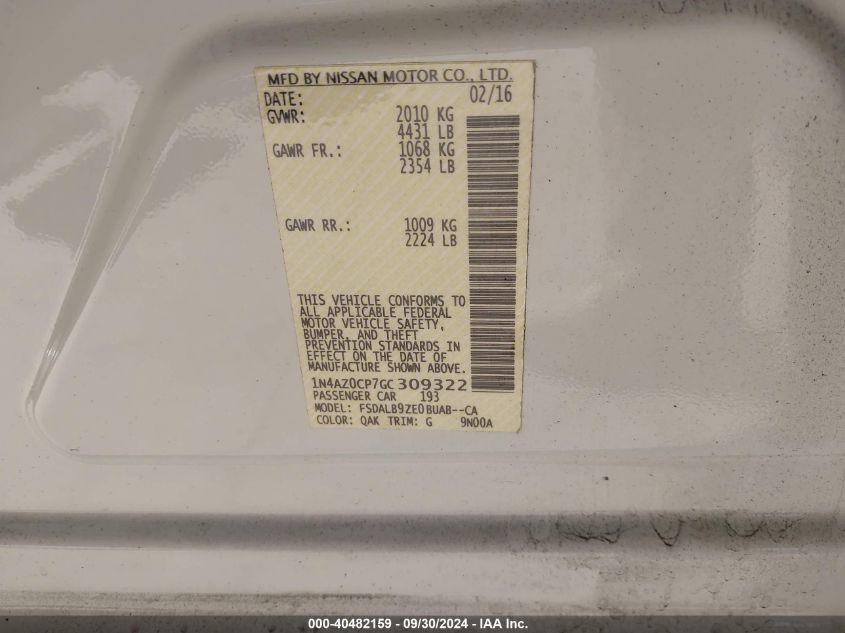 MFD BY NISSAN MOTOR CO., LTD.
DATE: 02/16
GVWR: 2010 KG
4431 LB
GAWR FR.: 1068 KG
2354 LB
GAWR RR.: 1009 KG
2224 LB
THIS VEHICLE CONFORMS TO
ALL APPLICABLE FEDERAL
MOTOR VEHICLE SAFETY,
BUMPER, AND THEFT
PREVENTION STANDARDS IN
EFFECT ON THE DATE OF
MANUFACTURE SHOWN ABOVE.
1N4AZ0CP7GC309322
PASSENGER CAR 193
MODEL: FSDALB9ZE0BUAB--CA
COLOR: QAK TRIM: G 9N00A
000-40482159 - 09/30/2024 - IAA Inc.